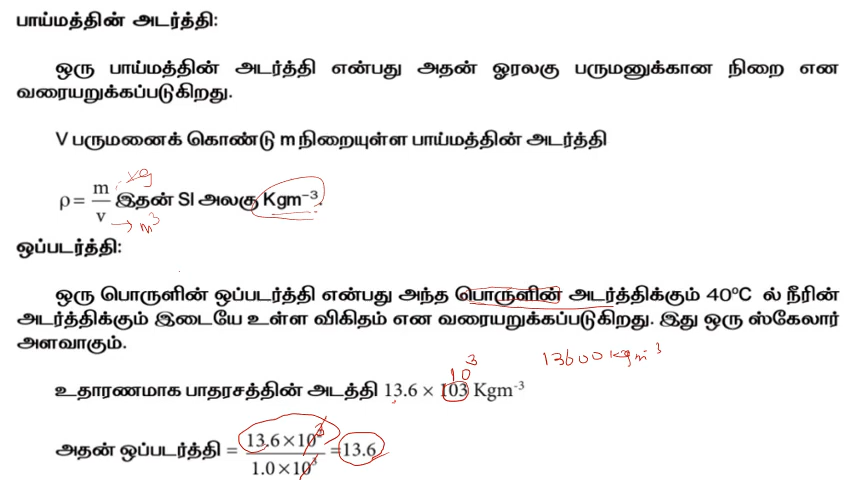 பாய்மத்தின் அடர்த்தி:
ஒரு பாய்மத்தின் அடர்த்தி என்பது அதன் ஓரலகு பருமனுக்கான நிறை என
வரையறுக்கப்படுகிறது.
V பருமனைக் கொண்டு m நிறையுள்ள பாய்மத்தின் அடர்த்தி
kg
ρ = m/v இதன் SI அலகு Kgm⁻³.
→ m³
ஒப்படர்த்தி:
ஒரு பொருளின் ஒப்படர்த்தி என்பது அந்த பொருளின் அடர்த்திக்கும் 40°C ல் நீரின்
அடர்த்திக்கும் இடையே உள்ள விகிதம் என வரையறுக்கப்படுகிறது. இது ஒரு ஸ்கேலார்
அளவாகும்.
10³ 13600 kgm⁻³
உதாரணமாக பாதரசத்தின் அடத்தி 13.6 × 103 Kgm⁻³
அதன் ஒப்படர்த்தி = 13.6×10³/1.0×10³ = 13.6